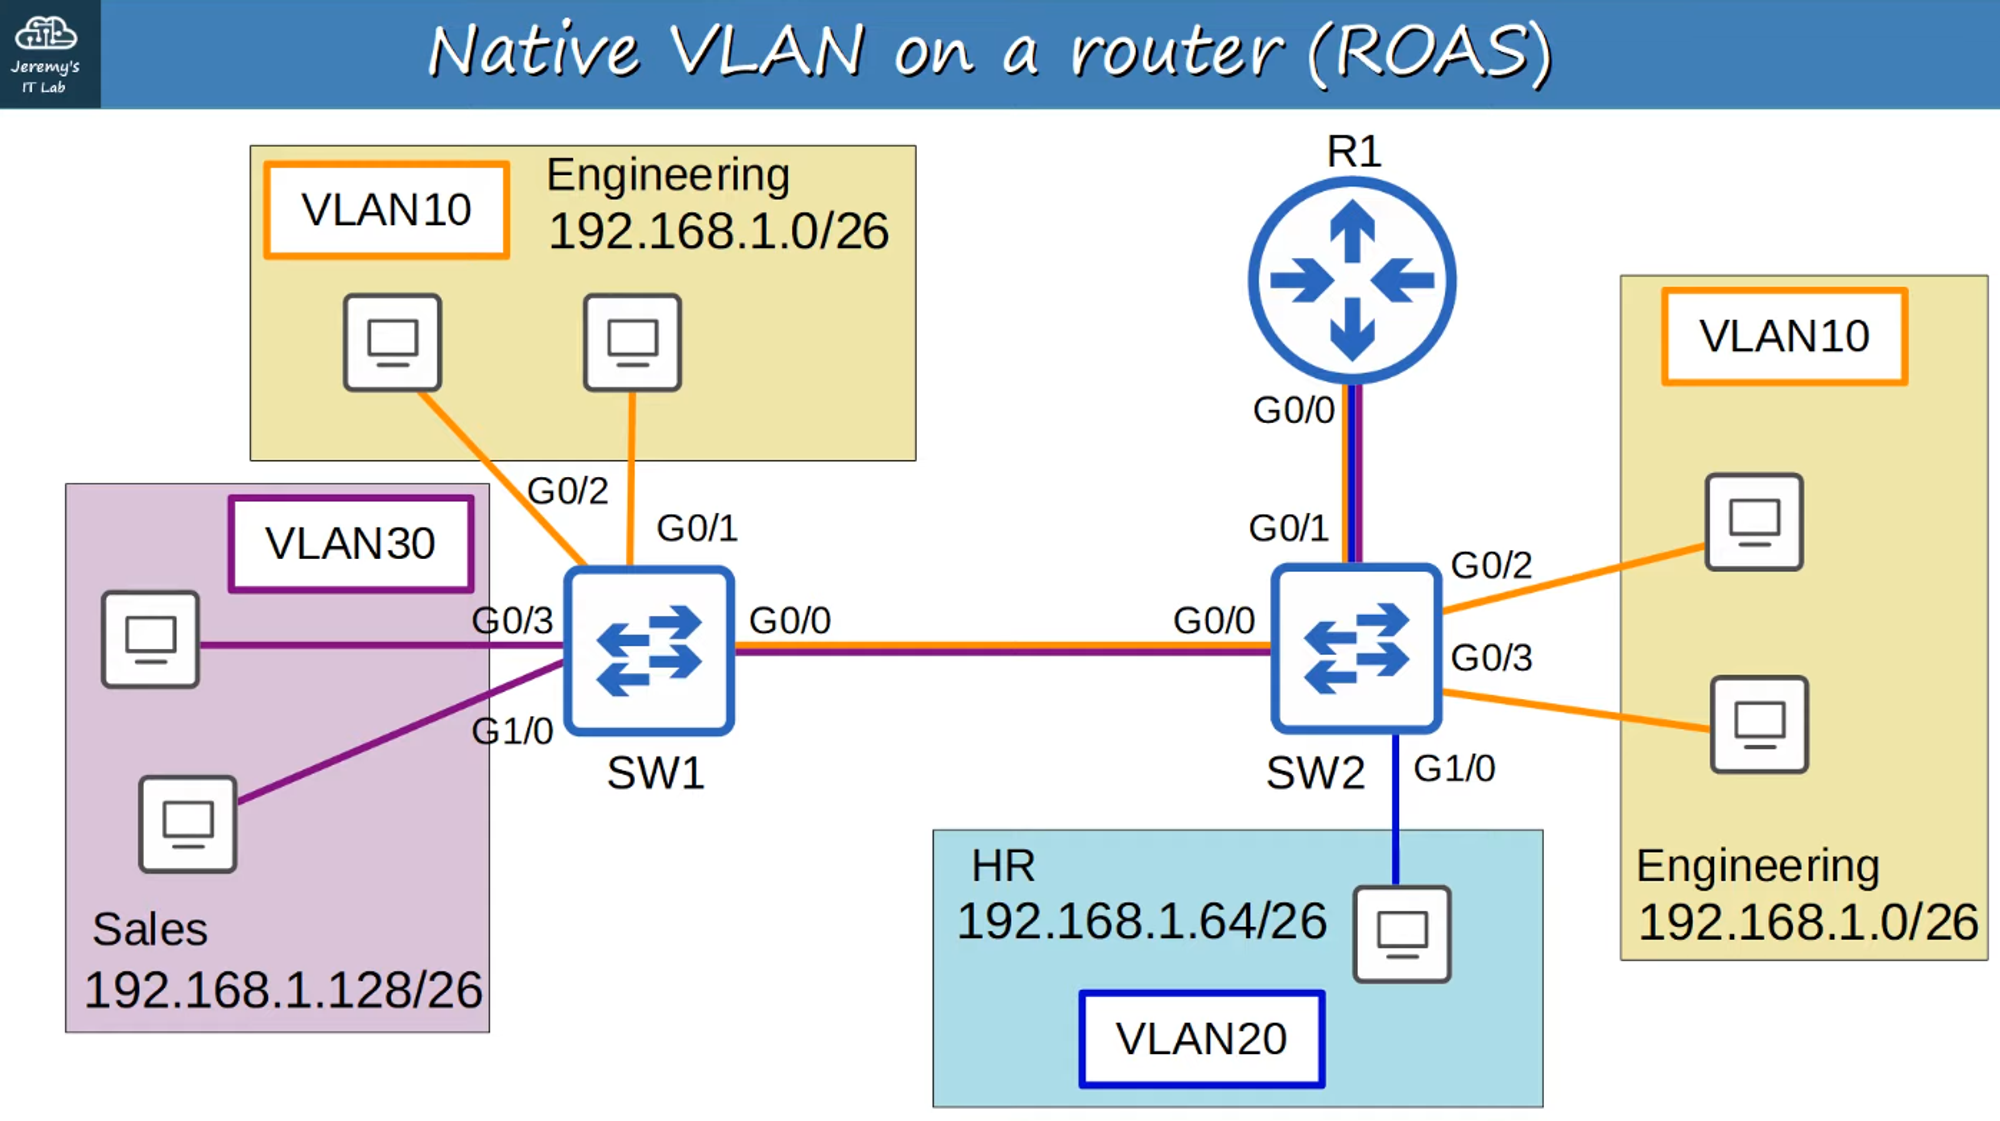 Jeremy's
IT Lab
Native VLAN on a router (ROAS)
R1
VLAN10
Engineering
192.168.1.0/26
VLAN10
G0/0
G0/2
G0/1
G0/1
VLAN30
G0/2
G0/3
G0/0
G0/0
G0/3
G1/0
SW1
SW2
G1/0
HR
192.168.1.64/26
Engineering
192.168.1.0/26
Sales
192.168.1.128/26
VLAN20